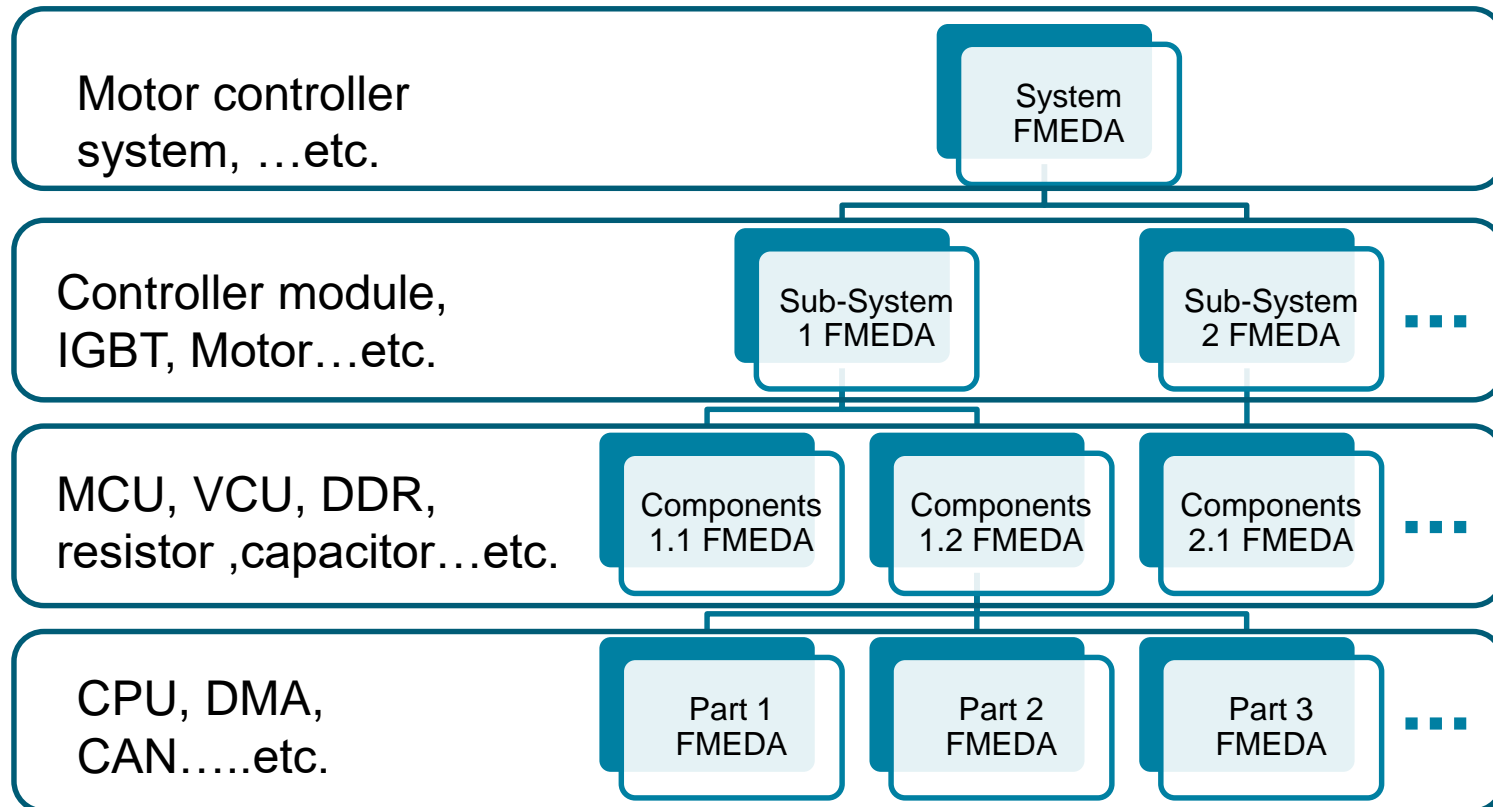 Motor controller
system, …etc.
System
FMEDA
Controller module,
IGBT, Motor…etc.
Sub-System
1 FMEDA
Sub-System
2 FMEDA
...
MCU, VCU, DDR,
resistor ,capacitor…etc.
Components
1.1 FMEDA
Components
1.2 FMEDA
Components
2.1 FMEDA
...
CPU, DMA,
CAN…..etc.
Part 1
FMEDA
Part 2
FMEDA
Part 3
FMEDA
...